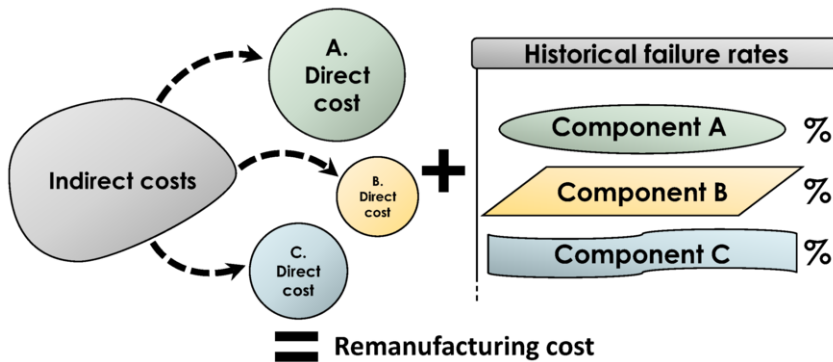 Indirect costs
A.
Direct
cost
B.
Direct
cost
C.
Direct
cost
+
Historical failure rates
Component A %
Component B %
Component C %
= Remanufacturing cost